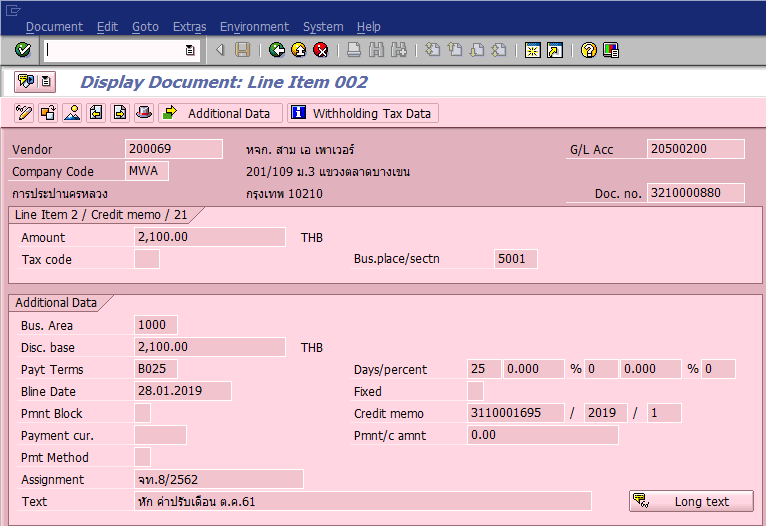 Document Edit Goto Extras Environment System Help
Display Document: Line Item 002
Additional Data Withholding Tax Data
Vendor 200069 หจก. สาม เอ เพาเวอร์ G/L Acc 20500200
Company Code MWA 201/109 ม.3 แขวงตลาดบางเขน
การประปานครหลวง กรุงเทพ 10210 Doc. no. 3210000880
Line Item 2 / Credit memo / 21
Amount 2,100.00 THB
Tax code Bus.place/sectn 5001
Additional Data
Bus. Area 1000
Disc. base 2,100.00 THB
Payt Terms B025 Days/percent 25 0.000 % 0 0.000 % 0
Bline Date 28.01.2019 Fixed
Pmnt Block Credit memo 3110001695 / 2019 / 1
Payment cur. Pmnt/c amnt 0.00
Pmt Method
Assignment จท.8/2562
Text หัก ค่าปรับเดือน ต.ค.61 Long text